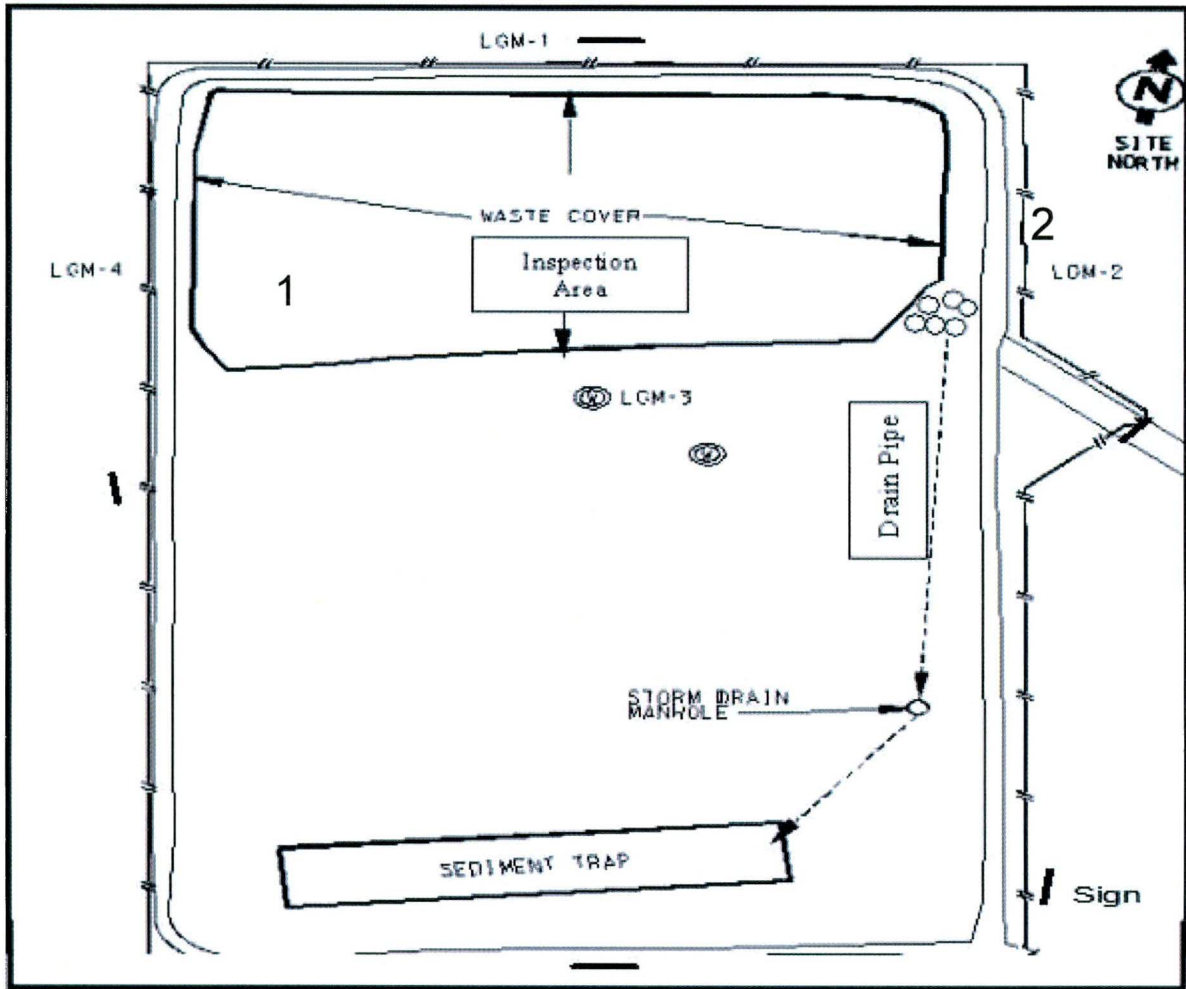 LGM-1
N
SITE
NORTH
2
WASTE COVER
Inspection
Area
LGM-4
1
LGM-2
LGM-3
Drain Pipe
STORM DRAIN
MANHOLE
SEDIMENT TRAP
Sign